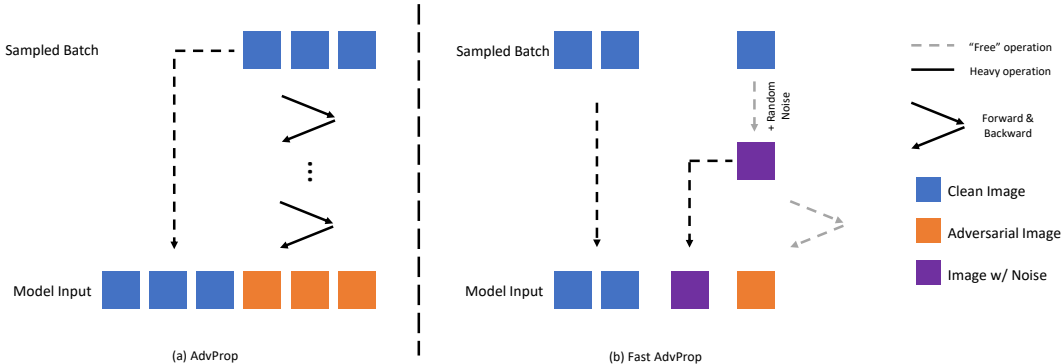 Sampled Batch
Model Input
(a) AdvProp
Sampled Batch
+ Random
Noise
Model Input
(b) Fast AdvProp
"Free" operation
Heavy operation
Forward &
Backward
Clean Image
Adversarial Image
Image w/ Noise